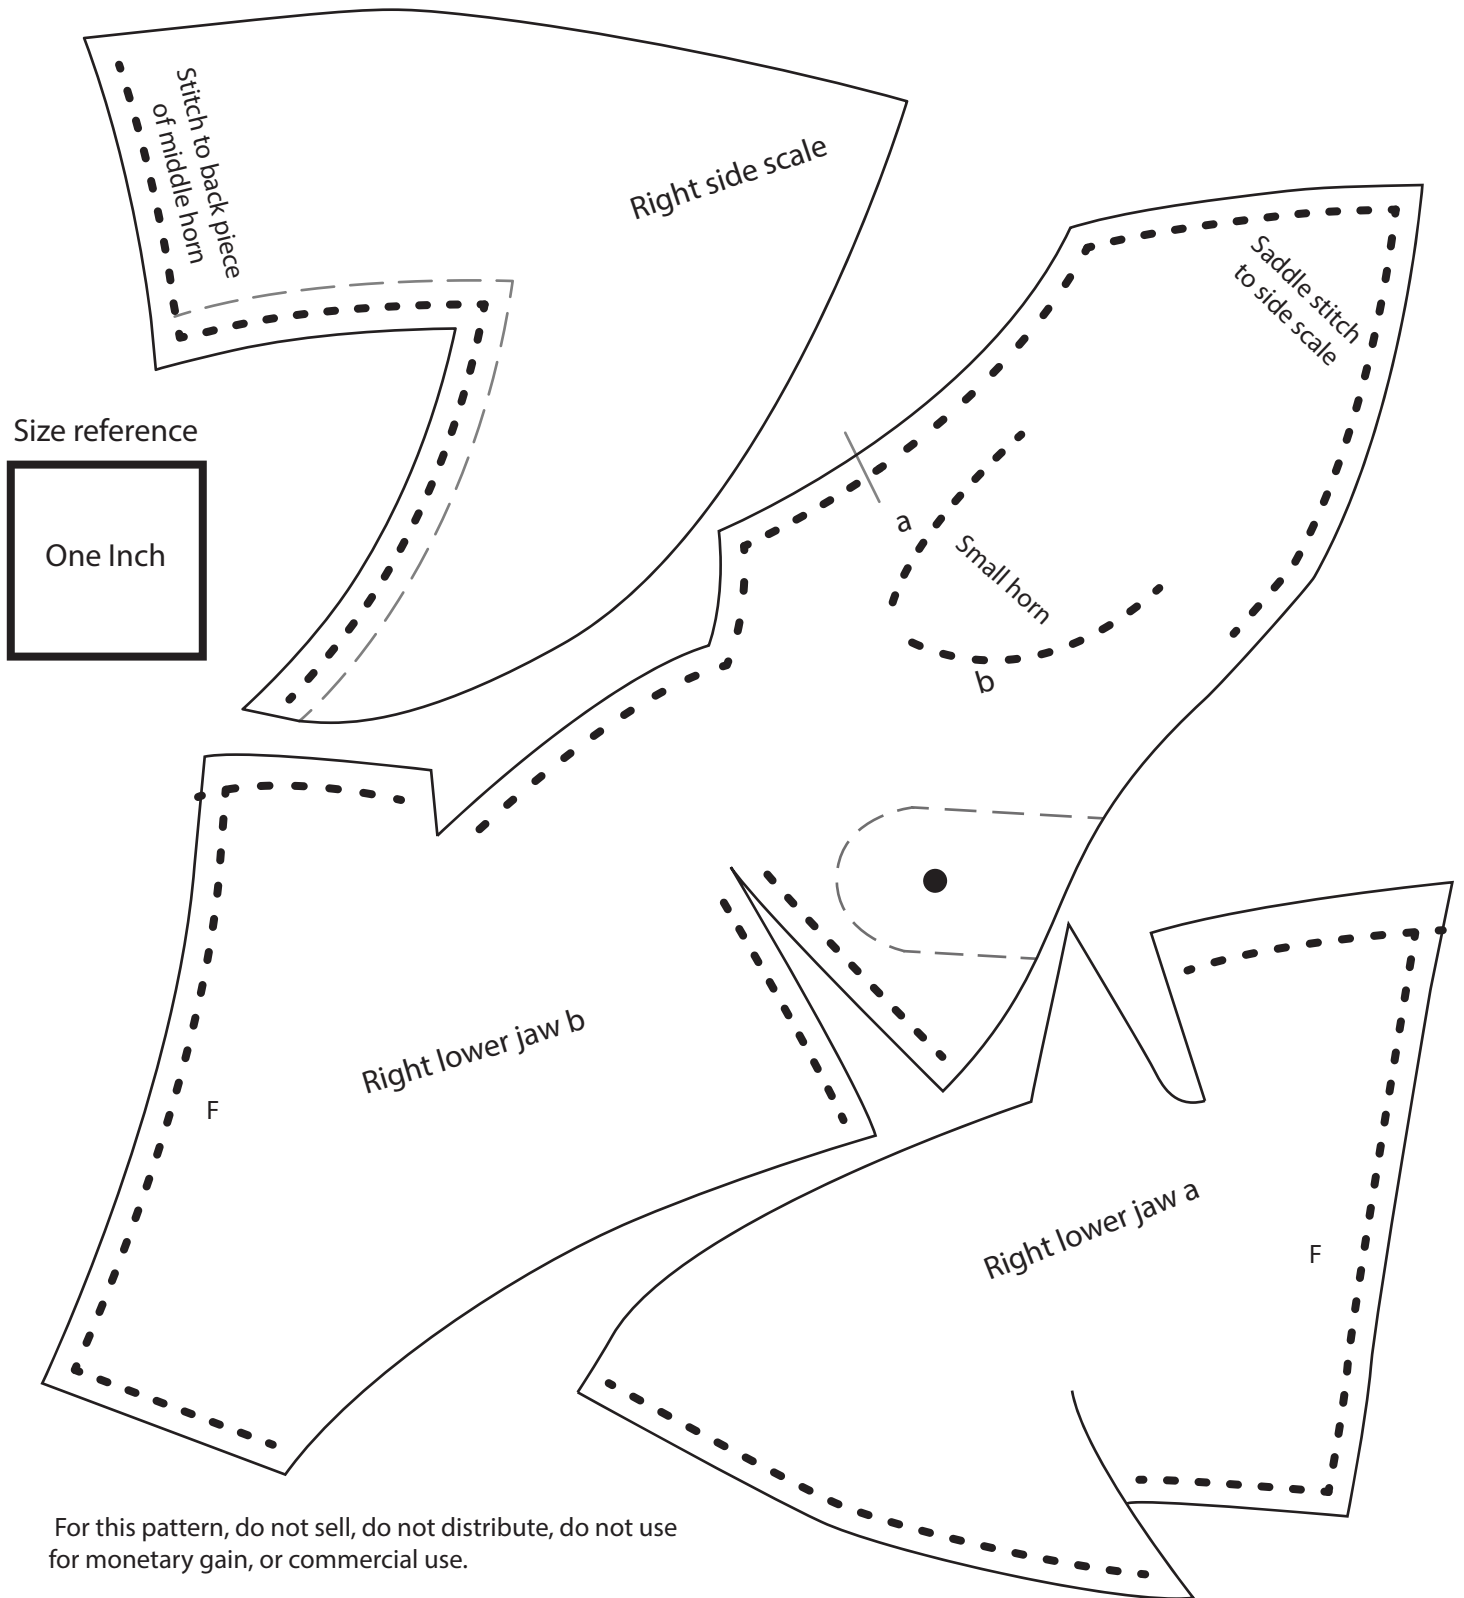 Stitch to back piece
of middle horn
Right side scale
Saddle stitch
to side scale
Size reference
One Inch
a
Small horn
b
Right lower jaw b
F
Right lower jaw a
F
For this pattern, do not sell, do not distribute, do not use
for monetary gain, or commercial use.